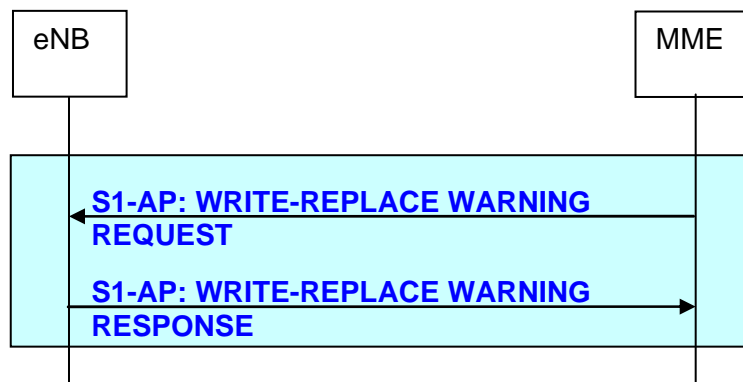 eNB
MME
S1-AP: WRITE-REPLACE WARNING
REQUEST
S1-AP: WRITE-REPLACE WARNING
RESPONSE